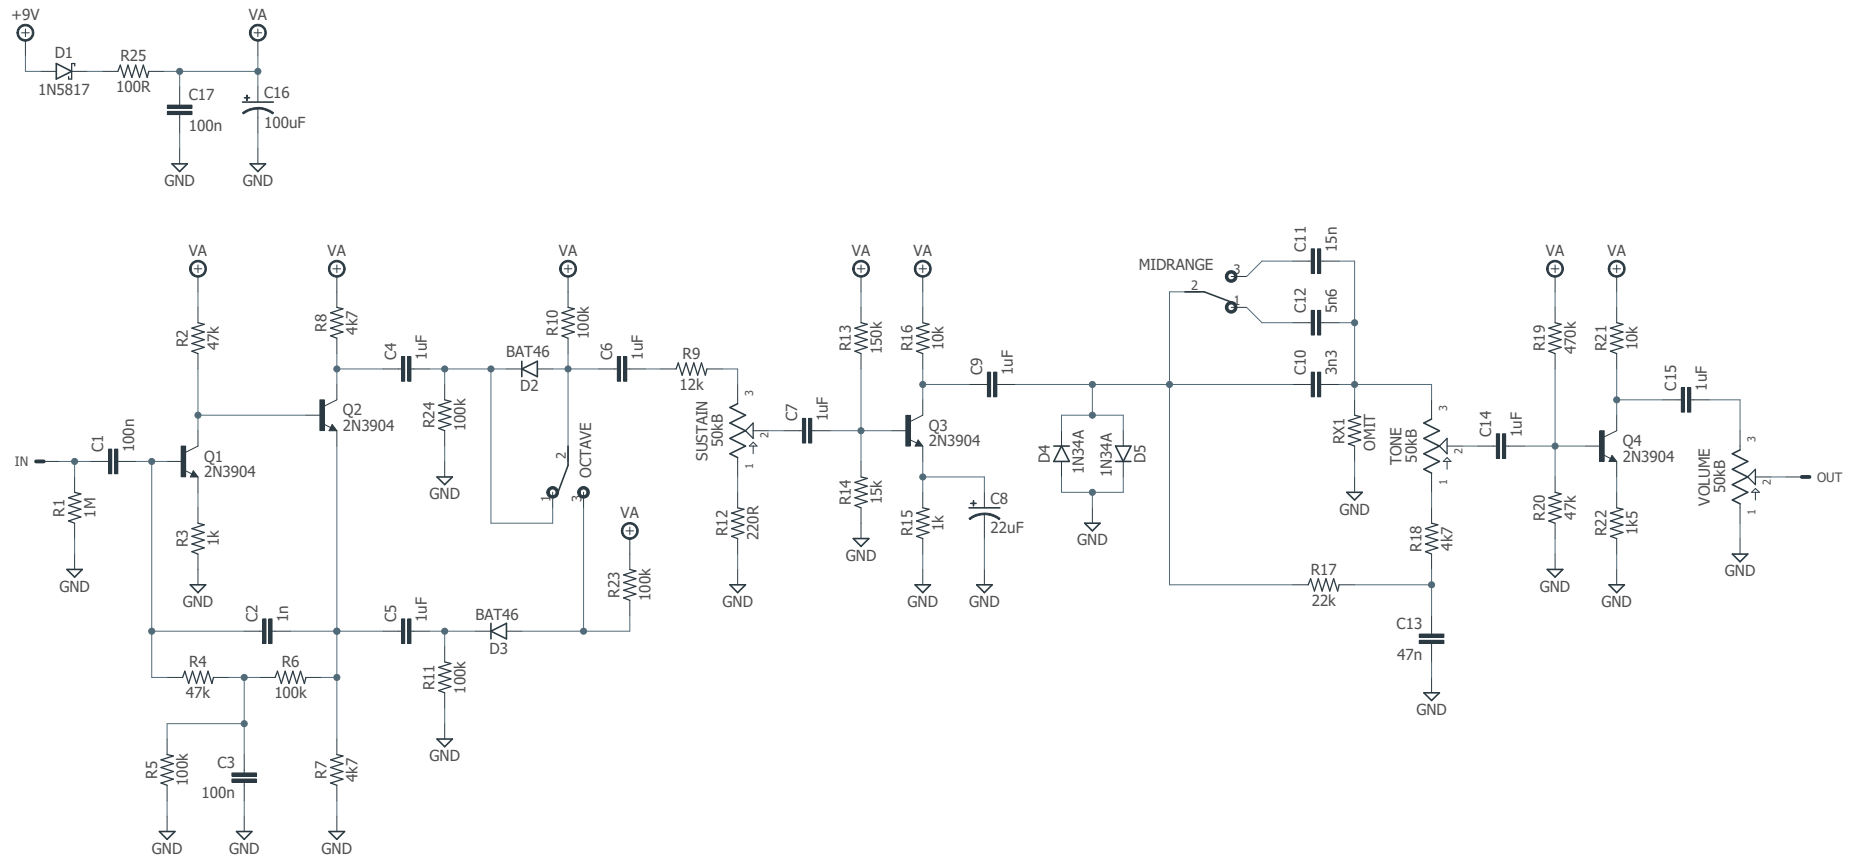 +9V
VA
D1
1N5817
R25
100R
C17
100n
C16
100uF
GND
GND
VA
VA
VA
VA
VA
VA
VA
R2
47k
R8
4k7
C4
1uF
R10
100k
BAT46
D2
C6
1uF
R9
12k
R13
150k
R16
10k
C9
1uF
MIDRANGE
2
3
1
C11
15n
C12
5n6
C10
3n3
R19
470k
R21
10k
C15
1uF
Q2
2N3904
R24
100k
GND
OCTAVE
2
1
3
SUSTAIN
50kB
3
2
1
C7
1uF
Q3
2N3904
D4
1N34A
1N34A
D5
GND
RX1
OMIT
GND
TONE
50kB
3
2
1
C14
1uF
Q4
2N3904
VOLUME
50kB
3
2
1
OUT
GND
IN
C1
100n
Q1
2N3904
R1
1M
GND
R3
1k
GND
VA
R23
100k
R12
220R
GND
R14
15k
GND
R15
1k
GND
C8
22uF
GND
R18
4k7
R17
22k
R20
47k
GND
R22
1k5
GND
C13
47n
GND
C2
1n
C5
1uF
BAT46
D3
R4
47k
R6
100k
R11
100k
GND
R5
100k
GND
C3
100n
GND
R7
4k7
GND